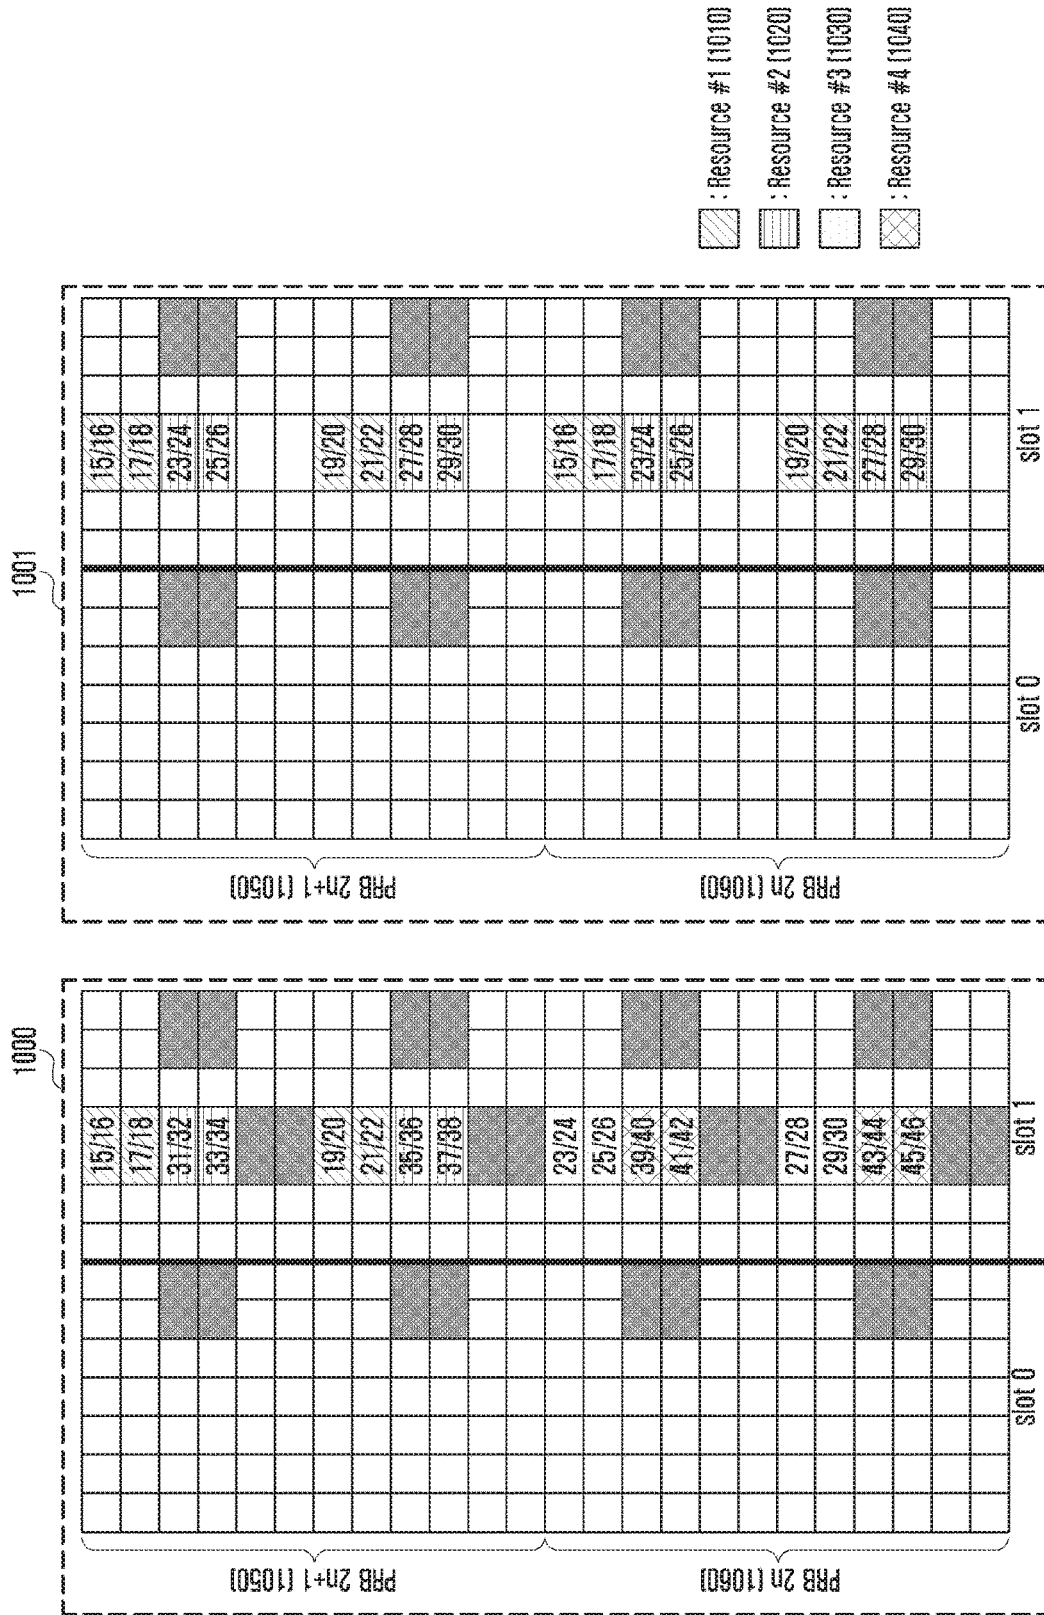 1000
PRB 2n+1 (1050)
PRB 2n (1060)
15/16
17/18
31/32
33/34
19/20
21/22
35/36
37/38
23/24
25/26
39/40
41/42
27/28
29/30
43/44
45/46
slot 0
slot 1
1001
PRB 2n+1 (1050)
PRB 2n (1060)
15/16
17/18
23/24
25/26
19/20
21/22
27/28
29/30
15/16
17/18
23/24
25/26
19/20
21/22
27/28
29/30
slot 0
slot 1
: Resource #1 (1010)
: Resource #2 (1020)
: Resource #3 (1030)
: Resource #4 (1040)